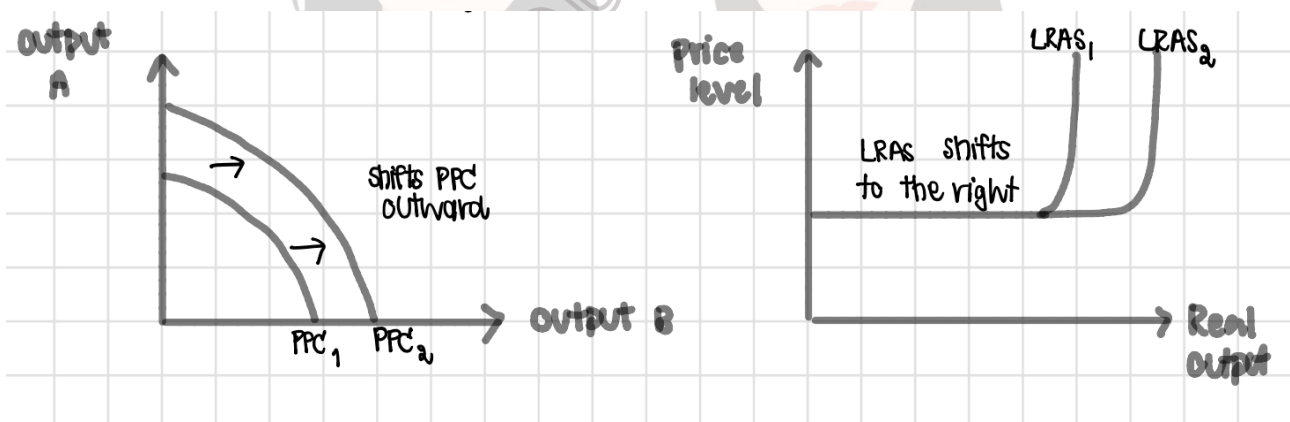 output
A
shifts PPC
outward
output B
PPC1
PPC2
Price
level
LRAS1
LRAS2
LRAS shifts
to the right
Real
output